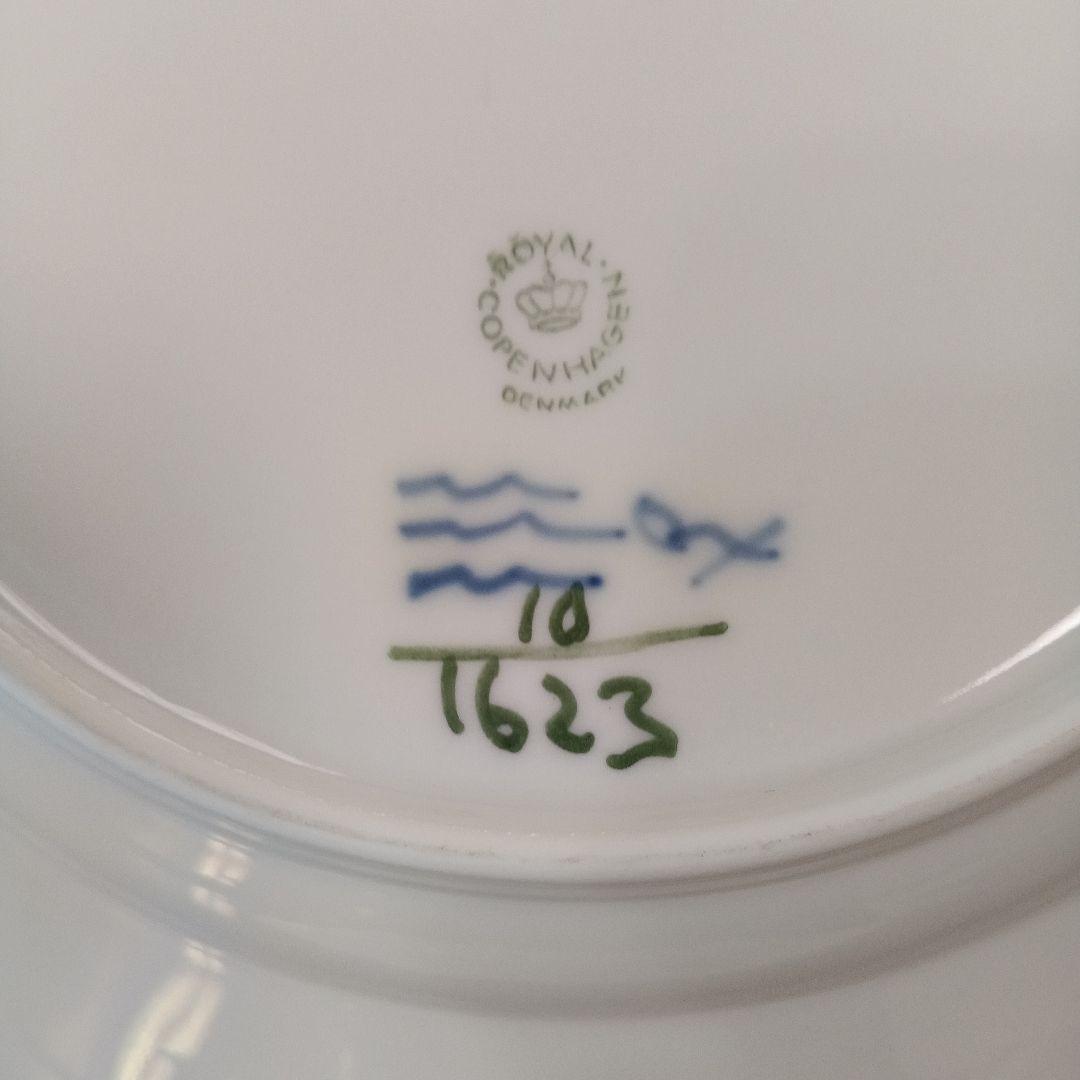 ROYAL · COPENHAGEN ·
DENMARK
10
1623